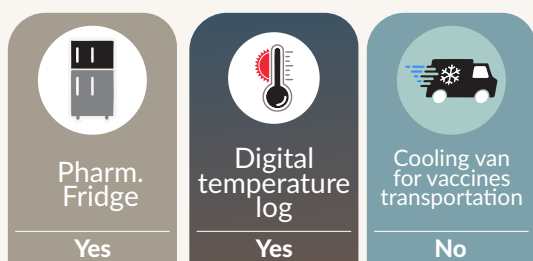 Pharm.
Fridge
Yes
Digital
temperature
log
Yes
Cooling van
for vaccines
transportation
No